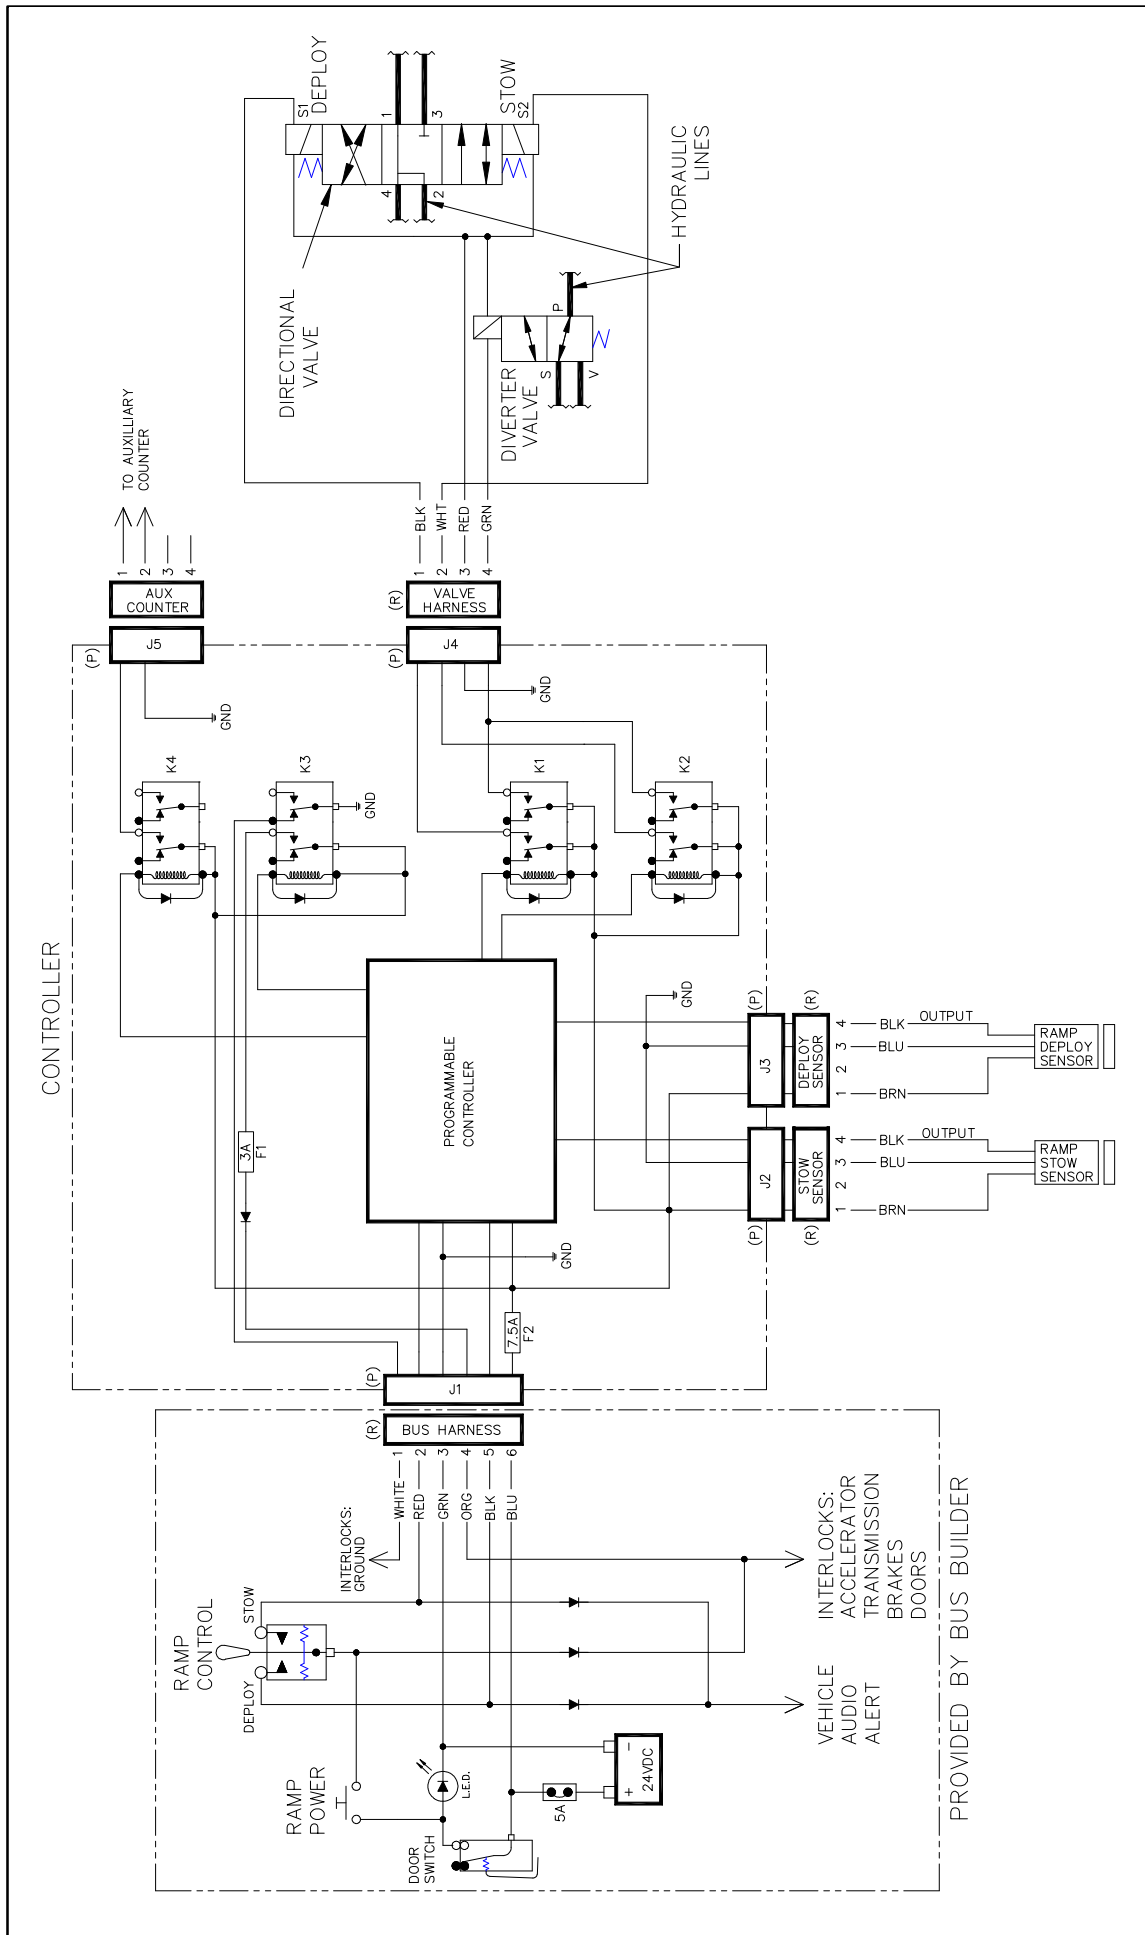 CONTROLLER
RAMP
CONTROL
DEPLOY
STOW
RAMP
POWER
DOOR
SWITCH
L.E.D.
5A
+
24VDC
-
INTERLOCKS:
GROUND
VEHICLE
AUDIO
ALERT
INTERLOCKS:
ACCELERATOR
TRANSMISSION
BRAKES
DOORS
PROVIDED BY BUS BUILDER
WHITE 1
RED 2
GRN 3
ORG 4
BLK 5
BLU 6
(R)
BUS HARNESS
(P)
J1
7.5A
F2
3A
F1
GND
PROGRAMMABLE
CONTROLLER
K4
K3
GND
K1
K2
GND
GND
GND
(P)
J5
AUX
COUNTER
1
2
3
4
TO AUXILLIARY
COUNTER
(P)
J4
(R)
VALVE
HARNESS
1 BLK
2 WHT
3 RED
4 GRN
(P)
J2
(R)
STOW
SENSOR
1 BRN
2
3 BLU
4 BLK OUTPUT
RAMP
STOW
SENSOR
(P)
J3
(R)
DEPLOY
SENSOR
1 BRN
2
3 BLU
4 BLK OUTPUT
RAMP
DEPLOY
SENSOR
DIRECTIONAL
VALVE
S1
DEPLOY
4
1
2
3
STOW
S2
DIVERTER
VALVE
S
V
P
HYDRAULIC
LINES